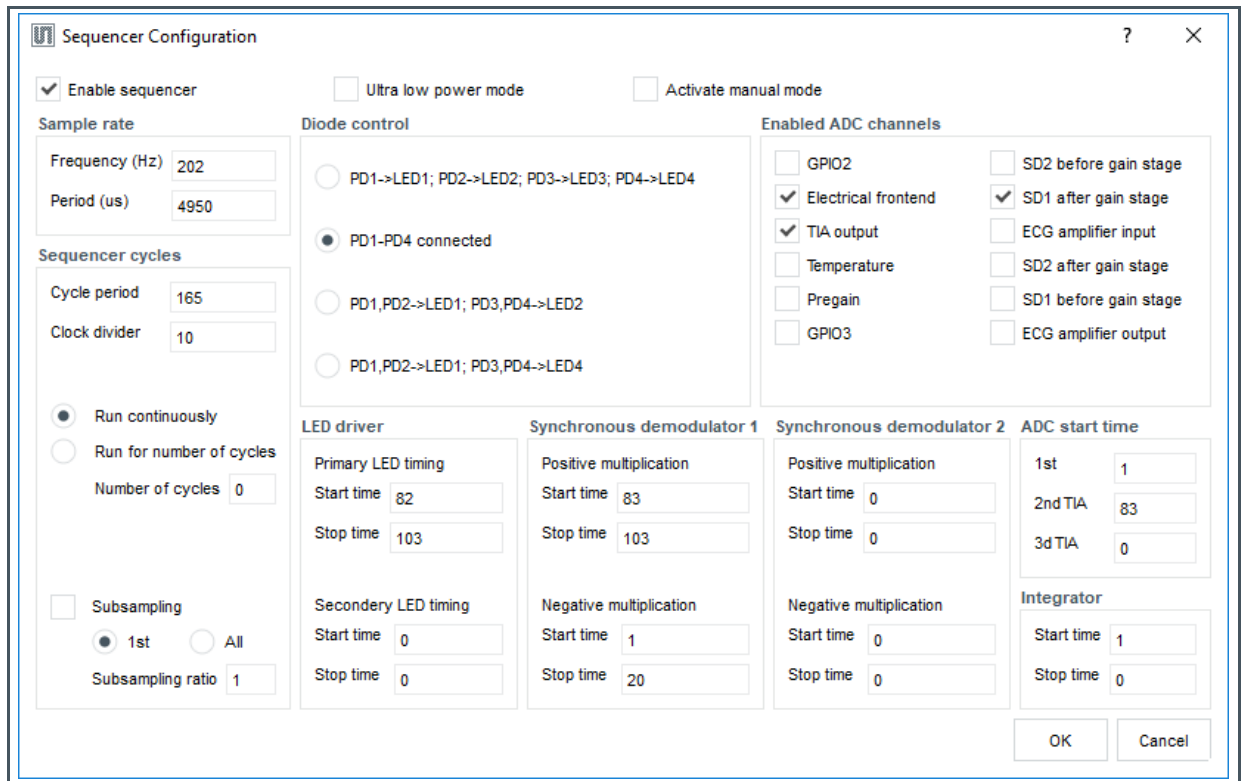 Sequencer Configuration
?
Enable sequencer
Ultra low power mode
Activate manual mode
Sample rate
Frequency (Hz) 202
Period (us) 4950
Sequencer cycles
Cycle period 165
Clock divider 10
Run continuously
Run for number of cycles
Number of cycles 0
Subsampling
1st All
Subsampling ratio 1
Diode control
PD1->LED1; PD2->LED2; PD3->LED3; PD4->LED4
PD1-PD4 connected
PD1,PD2->LED1; PD3,PD4->LED2
PD1,PD2->LED1; PD3,PD4->LED4
Enabled ADC channels
GPIO2
Electrical frontend
TIA output
Temperature
Pregain
GPIO3
SD2 before gain stage
SD1 after gain stage
ECG amplifier input
SD2 after gain stage
SD1 before gain stage
ECG amplifier output
LED driver
Primary LED timing
Start time 82
Stop time 103
Secondery LED timing
Start time 0
Stop time 0
Synchronous demodulator 1
Positive multiplication
Start time 83
Stop time 103
Negative multiplication
Start time 1
Stop time 20
Synchronous demodulator 2
Positive multiplication
Start time 0
Stop time 0
Negative multiplication
Start time 0
Stop time 0
ADC start time
1st 1
2nd TIA 83
3d TIA 0
Integrator
Start time 1
Stop time 0
OK
Cancel